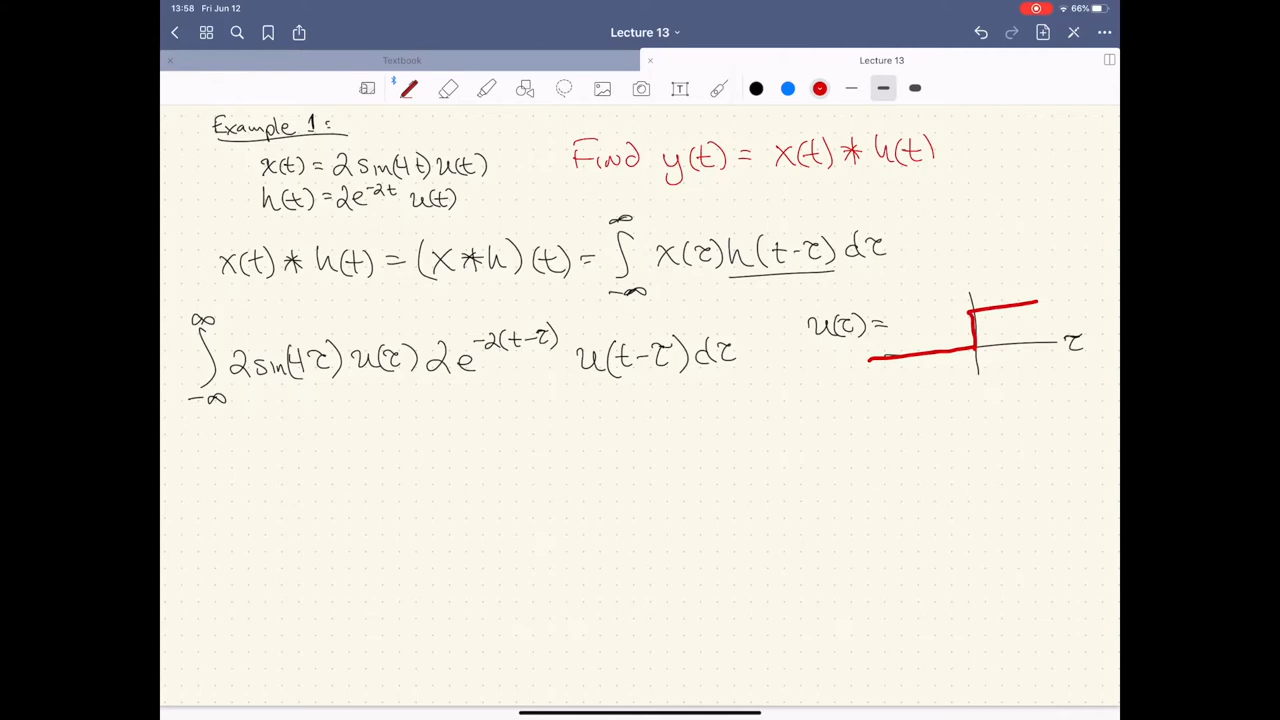 13:58 Fri Jun 12
66%
Lecture 13
Textbook
Lecture 13
Example 1:
x(t) = 2 sin(4t) u(t)
h(t) = 2e^{-2t} u(t)
Find y(t) = x(t) * h(t)
x(t) * h(t) = (x * h)(t) = ∫_{-∞}^{∞} x(τ) h(t-τ) dτ
∫_{-∞}^{∞} 2 sin(4τ) u(τ) 2e^{-2(t-τ)} u(t-τ) dτ
u(τ) =
τ